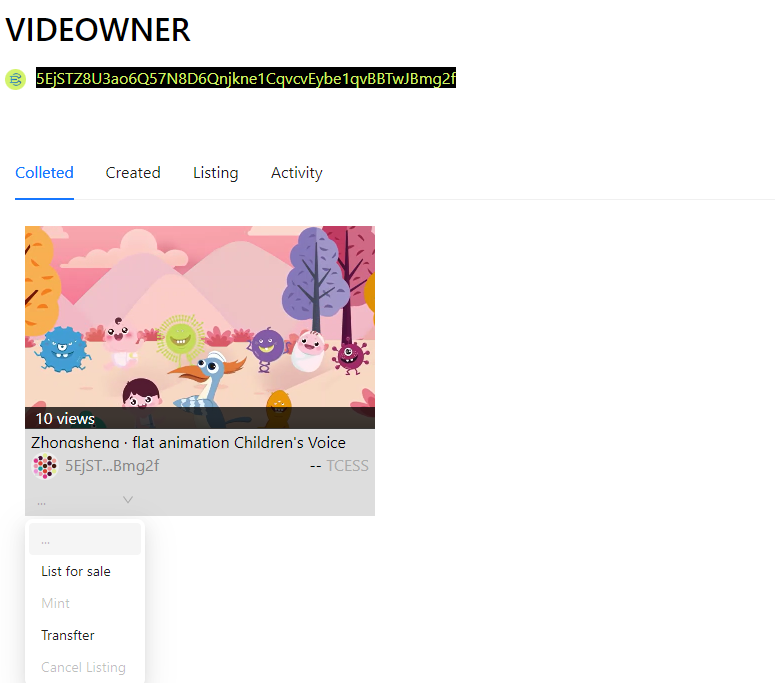 VIDEOWNER
5EjSTZ8U3ao6Q57N8D6Qnjkne1CqvcvEybe1qvBBTwJBmg2f
Colleted Created Listing Activity
10 views
Zhongsheng · flat animation Children's Voice
5EjST...Bmg2f -- TCESS
...
...
List for sale
Mint
Transfter
Cancel Listing